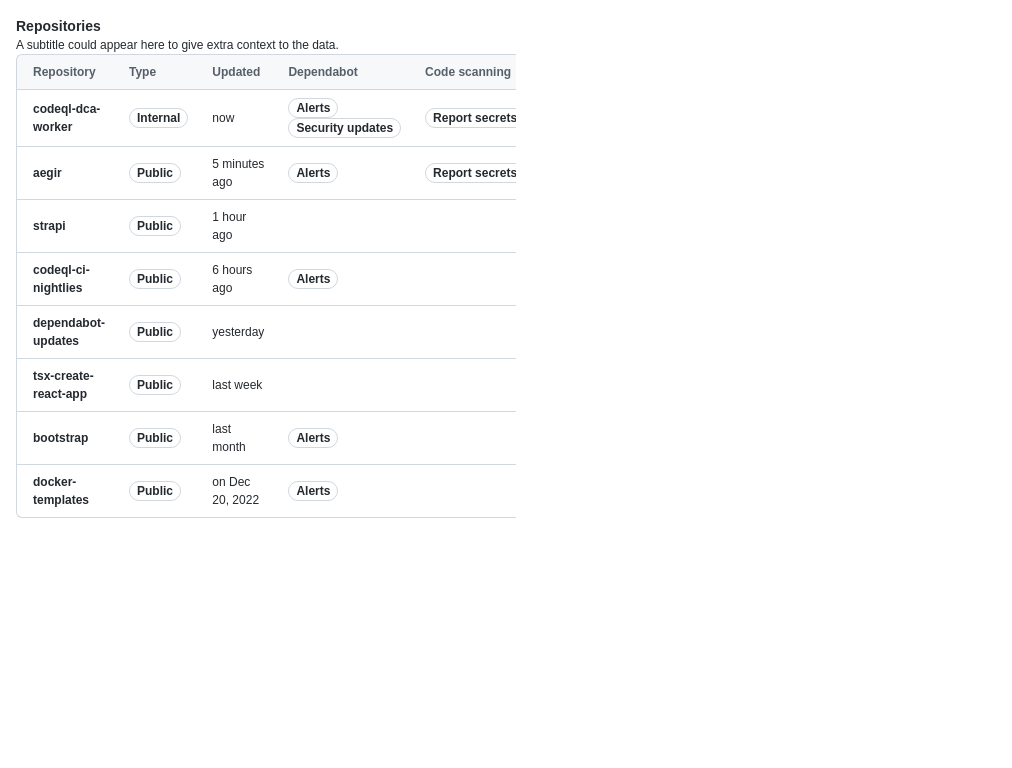 Repositories
A subtitle could appear here to give extra context to the data.
Repository Type Updated Dependabot Code scanning
codeql-dca-
worker Internal now Alerts
Security updates Report secrets
aegir Public 5 minutes
ago Alerts Report secrets
strapi Public 1 hour
ago
codeql-ci-
nightlies Public 6 hours
ago Alerts
dependabot-
updates Public yesterday
tsx-create-
react-app Public last week
bootstrap Public last
month Alerts
docker-
templates Public on Dec
20, 2022 Alerts